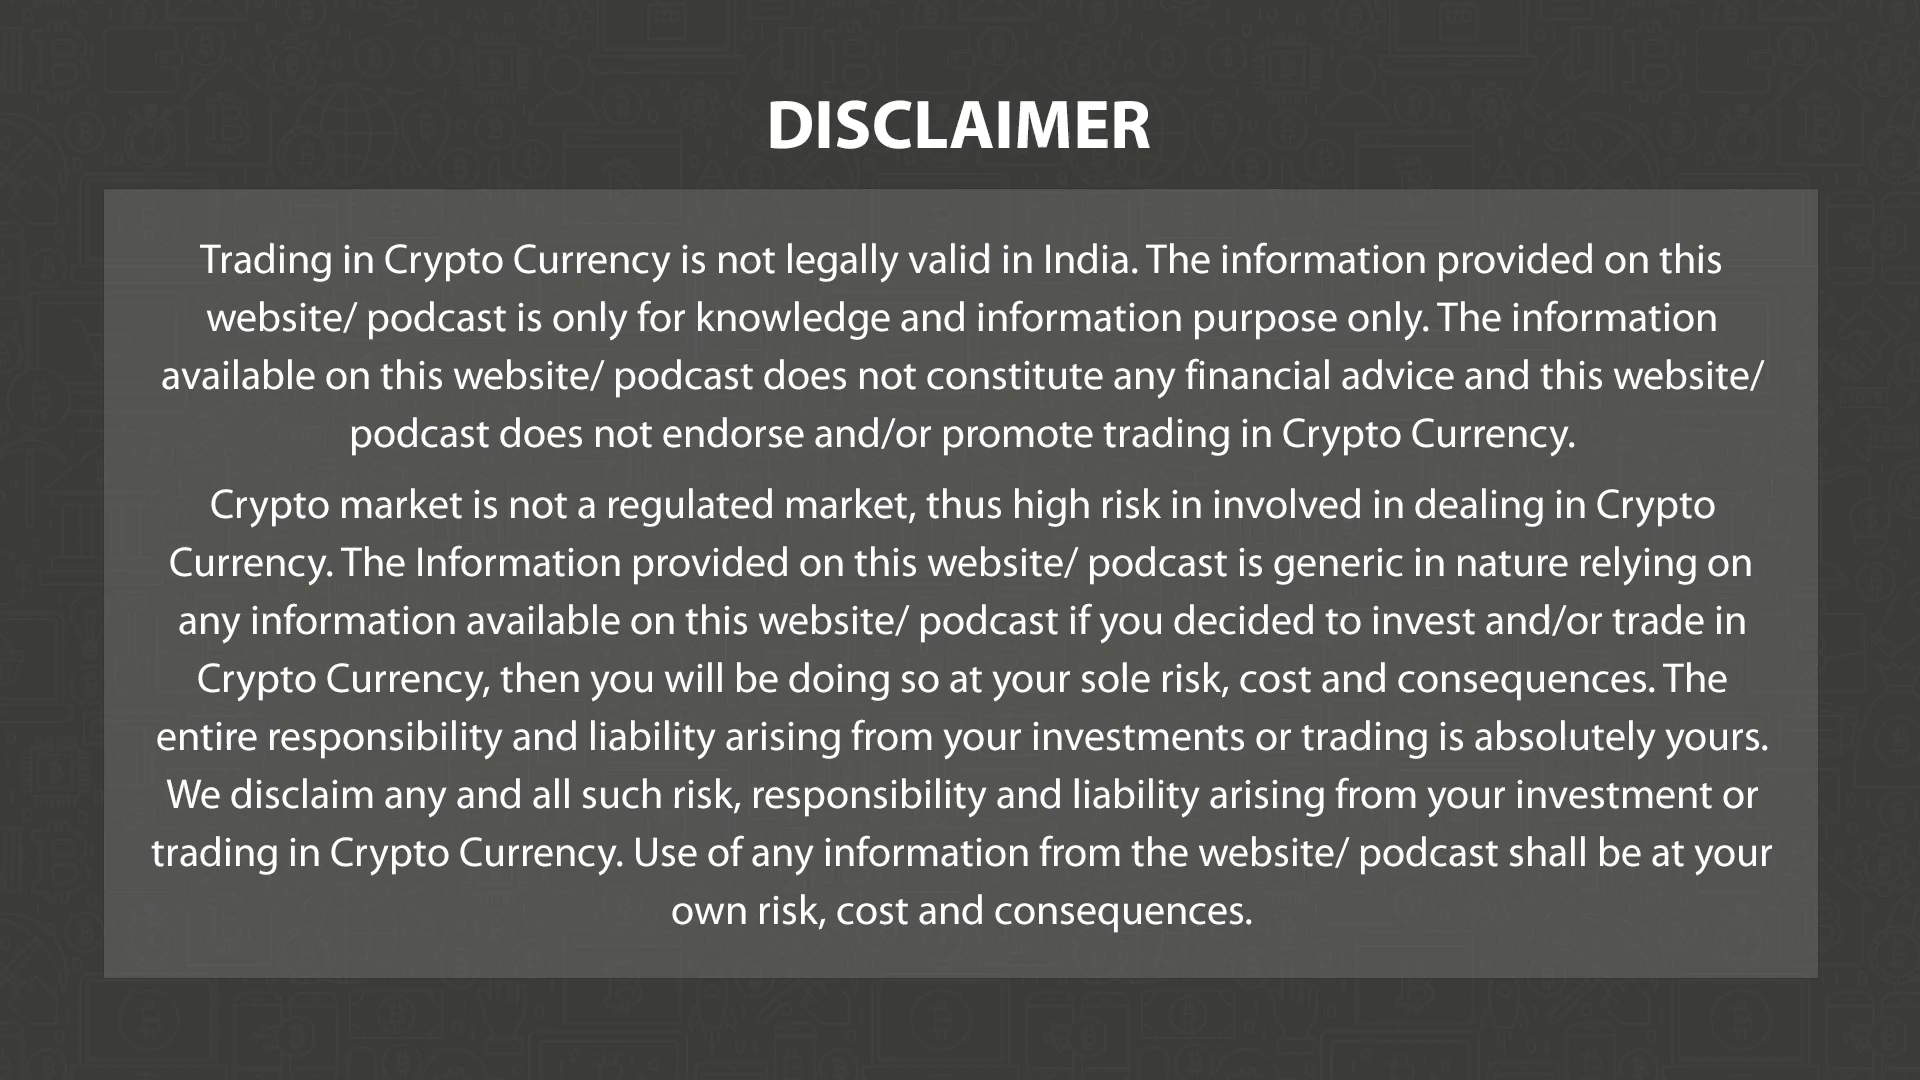 DISCLAIMER
Trading in Crypto Currency is not legally valid in India. The information provided on this
website/ podcast is only for knowledge and information purpose only. The information
available on this website/ podcast does not constitute any financial advice and this website/
podcast does not endorse and/or promote trading in Crypto Currency.
Crypto market is not a regulated market, thus high risk in involved in dealing in Crypto
Currency. The Information provided on this website/ podcast is generic in nature relying on
any information available on this website/ podcast if you decided to invest and/or trade in
Crypto Currency, then you will be doing so at your sole risk, cost and consequences. The
entire responsibility and liability arising from your investments or trading is absolutely yours.
We disclaim any and all such risk, responsibility and liability arising from your investment or
trading in Crypto Currency. Use of any information from the website/ podcast shall be at your
own risk, cost and consequences.